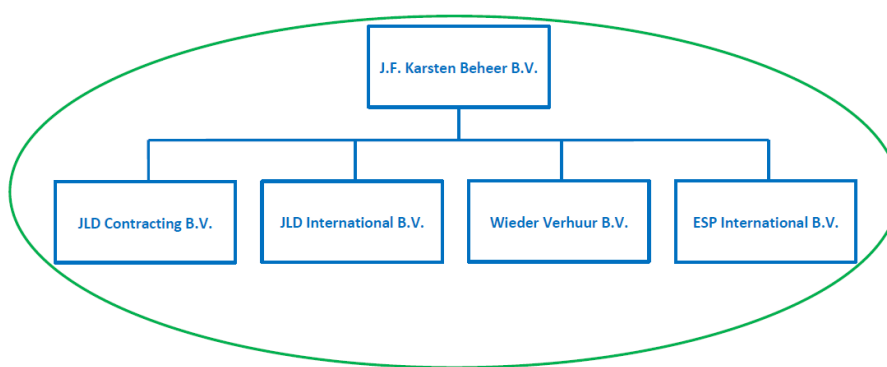 J.F. Karsten Beheer B.V.
JLD Contracting B.V.
JLD International B.V.
Wieder Verhuur B.V.
ESP International B.V.